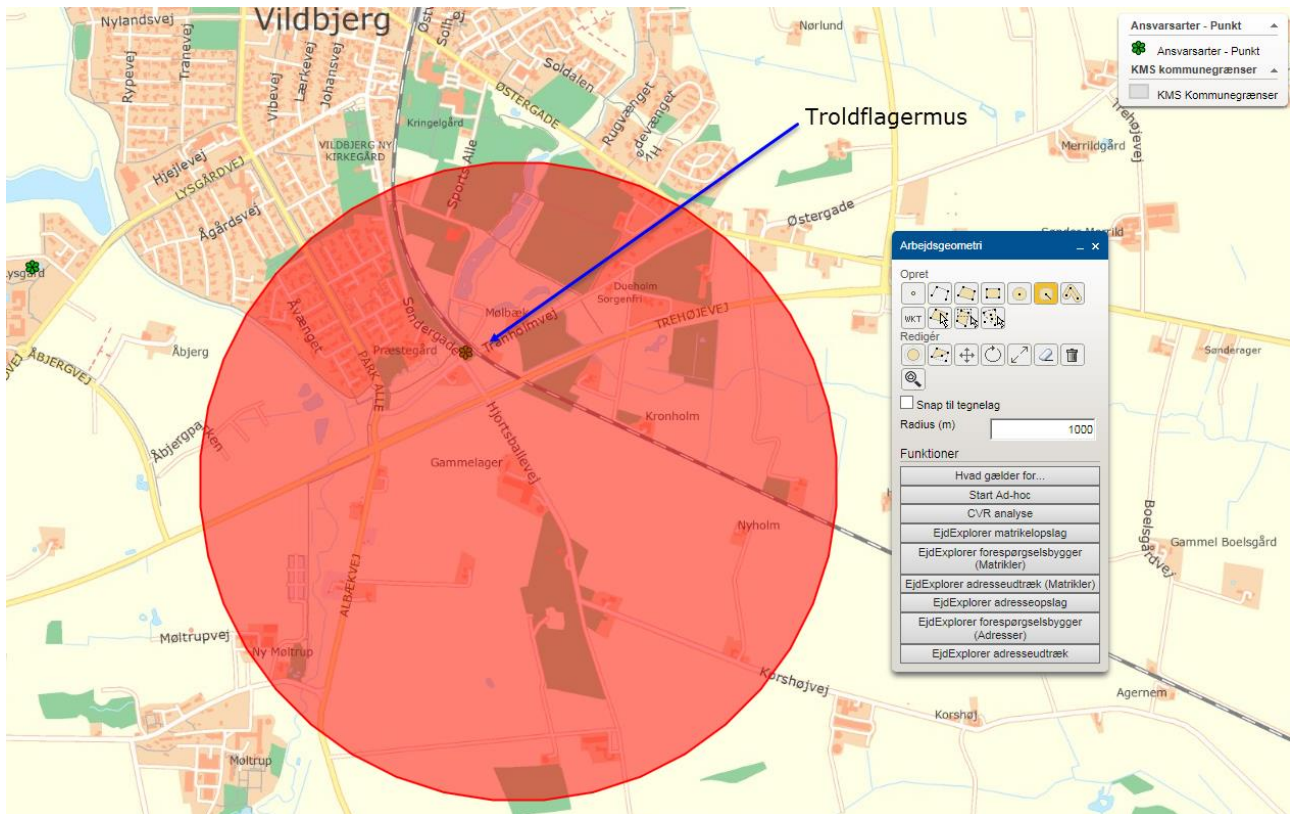 Nylandsvej
Rypevej
Tranevej
Vibevej
Lærkevej
Johansvej
Vildbjerg
Østv
Solh
Soldalen
ØSTERGADE
Rugvænget
edevænget
Nørlund
Kringelgård
VILDBJERG NY
KIRKEGÅRD
Sports Alle
Hjejlevej
LYSGÅRDVEJ
Ågårdsvej
Troldflagermus
Trehøjevej
Merrildgård
Østergade
Lysgård
Åvænget
Søndergade
Mølbæk
Tranholmvej
Dueholm
Sorgenfri
TREHØJEVEJ
Præstegård
PARK ALLE
Åbjerg
ÅBJERGVEJ
Åbjergparken
Hjortsballevej
Kronholm
Gammelager
Nyholm
Sønderager
Boelsgårdvej
Gammel Boelsgård
ALBÆKVEJ
Møltrupvej
Ny Møltrup
Møltrup
Korshøjvej
Korshøj
Agernem
Ansvarsarter - Punkt
Ansvarsarter - Punkt
KMS kommunegrænser
KMS Kommunegrænser
Arbejdsgeometri
Opret
WKT
Redigér
Snap til tegnelag
Radius (m)
1000
Funktioner
Hvad gælder for...
Start Ad-hoc
CVR analyse
EjdExplorer matrikelopslag
EjdExplorer forespørgselsbygger
(Matrikler)
EjdExplorer adresseudtræk (Matrikler)
EjdExplorer adresseopslag
EjdExplorer forespørgselsbygger
(Adresser)
EjdExplorer adresseudtræk